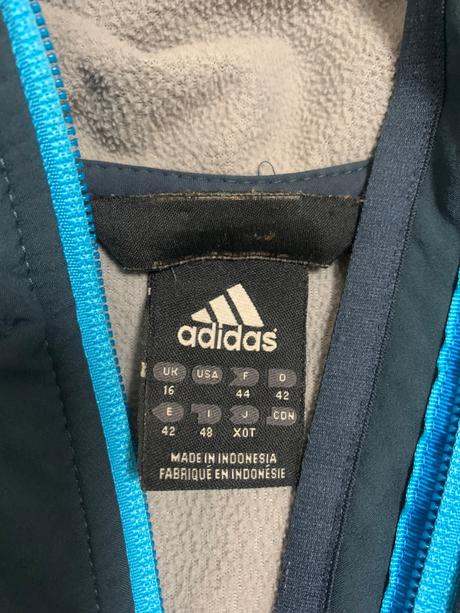 adidas
UK USA F D
16 44 42
E I J CDN
42 48 XOT
MADE IN INDONESIA
FABRIQUÉ EN INDONÉSIE